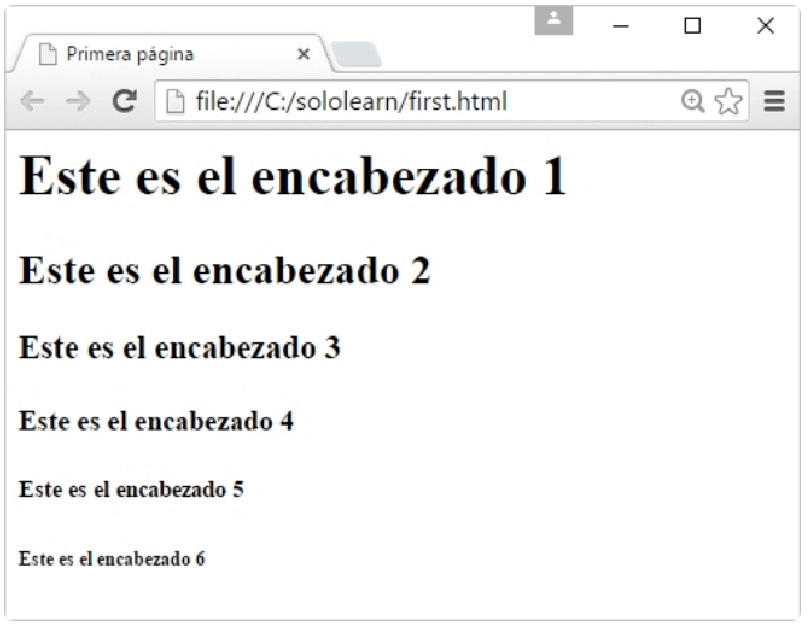 Primera página
file:///C:/sololearn/first.html
Este es el encabezado 1
Este es el encabezado 2
Este es el encabezado 3
Este es el encabezado 4
Este es el encabezado 5
Este es el encabezado 6